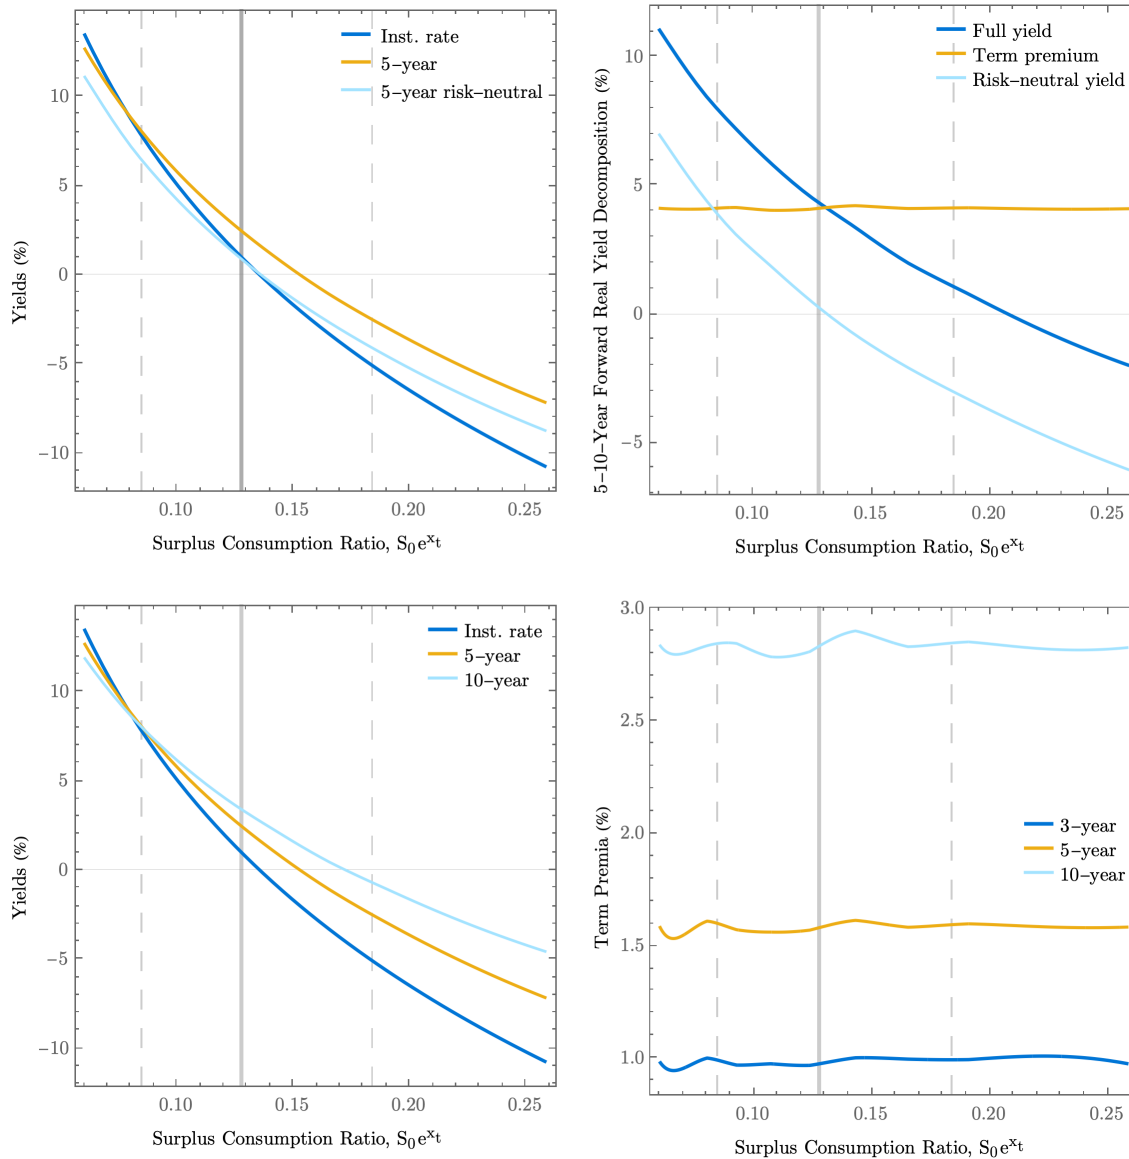 Inst. rate
5–year
5–year risk–neutral
10
5
0
−5
−10
Yields (%)
0.10
0.15
0.20
0.25
Surplus Consumption Ratio, S₀eˣt
Full yield
Term premium
Risk–neutral yield
10
5
0
−5
5–10–Year Forward Real Yield Decomposition (%)
0.10
0.15
0.20
0.25
Surplus Consumption Ratio, S₀eˣt
Inst. rate
5–year
10–year
10
5
0
−5
−10
Yields (%)
0.10
0.15
0.20
0.25
Surplus Consumption Ratio, S₀eˣt
3.0
2.5
2.0
1.5
1.0
Term Premia (%)
3–year
5–year
10–year
0.10
0.15
0.20
0.25
Surplus Consumption Ratio, S₀eˣt